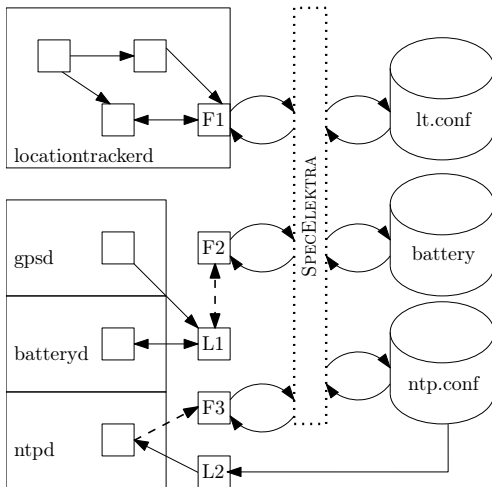 F1
lt.conf
locationtrackerd
SPECELEKTRA
gpsd
F2
battery
batteryd
L1
ntp.conf
F3
ntpd
L2